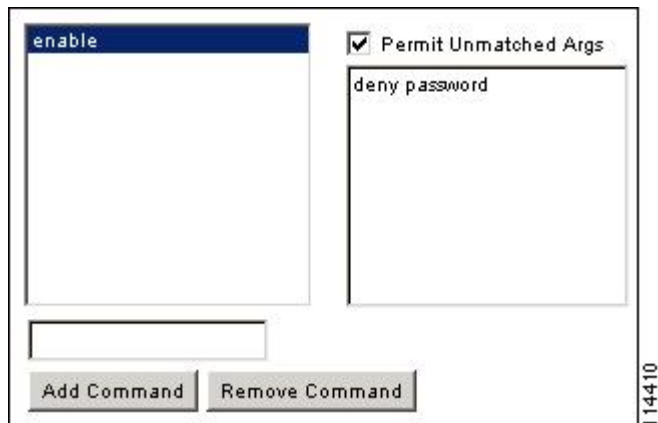 enable
Permit Unmatched Args
deny password
Add Command
Remove Command
114410